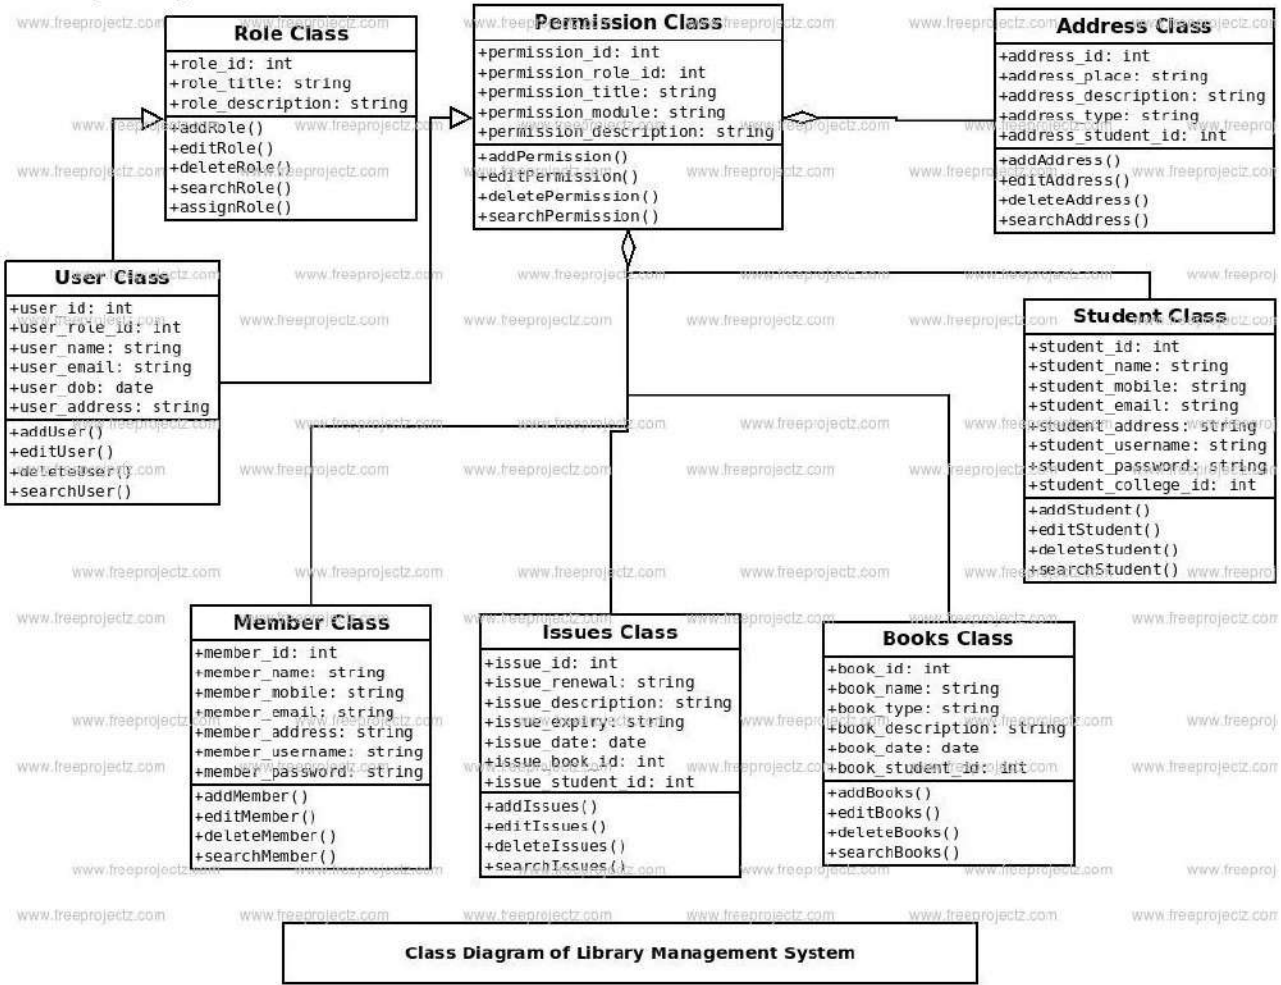 Role Class
+role_id: int
+role_title: string
+role_description: string
+addRole()
+editRole()
+deleteRole()
+searchRole()
+assignRole()
Permission Class
+permission_id: int
+permission_role_id: int
+permission_title: string
+permission_module: string
+permission_description: string
+addPermission()
+editPermission()
+deletePermission()
+searchPermission()
Address Class
+address_id: int
+address_place: string
+address_description: string
+address_type: string
+address_student_id: int
+addAddress()
+editAddress()
+deleteAddress()
+searchAddress()
User Class
+user_id: int
+user_role_id: int
+user_name: string
+user_email: string
+user_dob: date
+user_address: string
+addUser()
+editUser()
+deleteUser()
+searchUser()
Student Class
+student_id: int
+student_name: string
+student_mobile: string
+student_email: string
+student_address: string
+student_username: string
+student_password: string
+student_college_id: int
+addStudent()
+editStudent()
+deleteStudent()
+searchStudent()
Member Class
+member_id: int
+member_name: string
+member_mobile: string
+member_email: string
+member_address: string
+member_username: string
+member_password: string
+addMember()
+editMember()
+deleteMember()
+searchMember()
Issues Class
+issue_id: int
+issue_renewal: string
+issue_description: string
+issue_expiry: string
+issue_date: date
+issue_book_id: int
+issue_student_id: int
+addIssues()
+editIssues()
+deleteIssues()
+searchIssues()
Books Class
+book_id: int
+book_name: string
+book_type: string
+book_description: string
+book_date: date
+book_student_id: int
+addBooks()
+editBooks()
+deleteBooks()
+searchBooks()
Class Diagram of Library Management System
www.freeprojectz.com